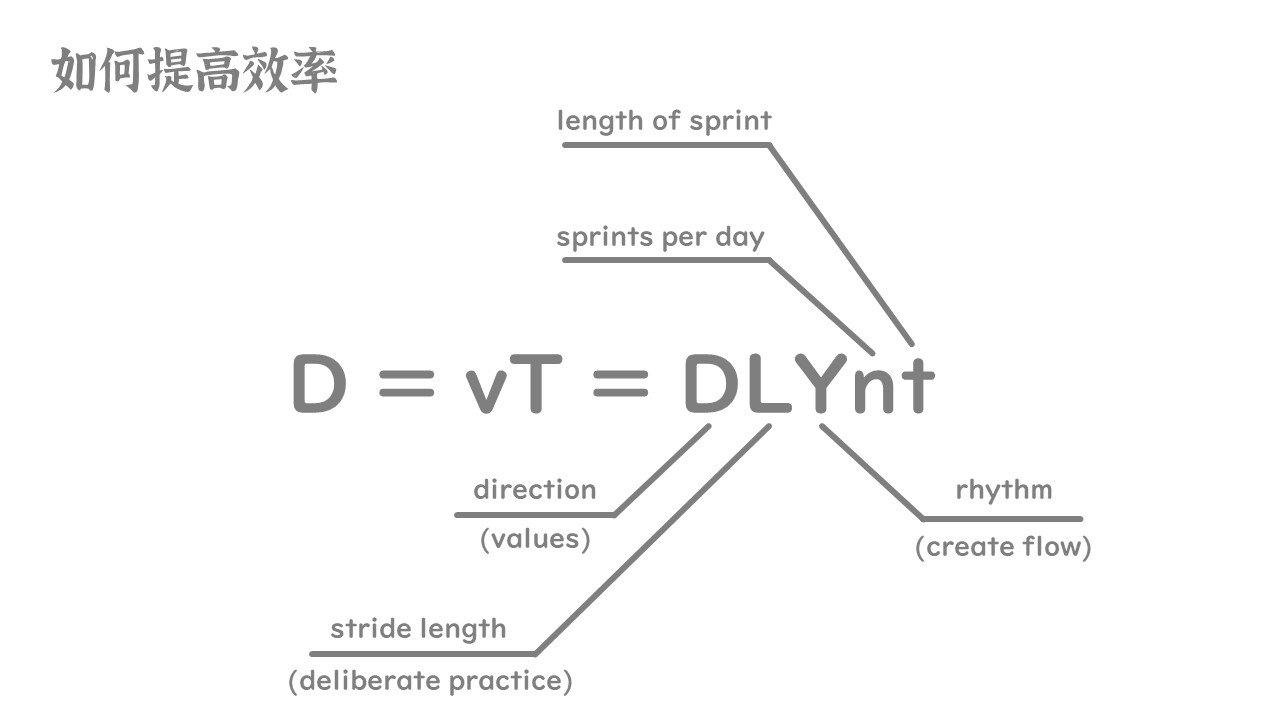 如何提高效率
length of sprint
sprints per day
D = vT = DLYnt
direction
(values)
rhythm
(create flow)
stride length
(deliberate practice)